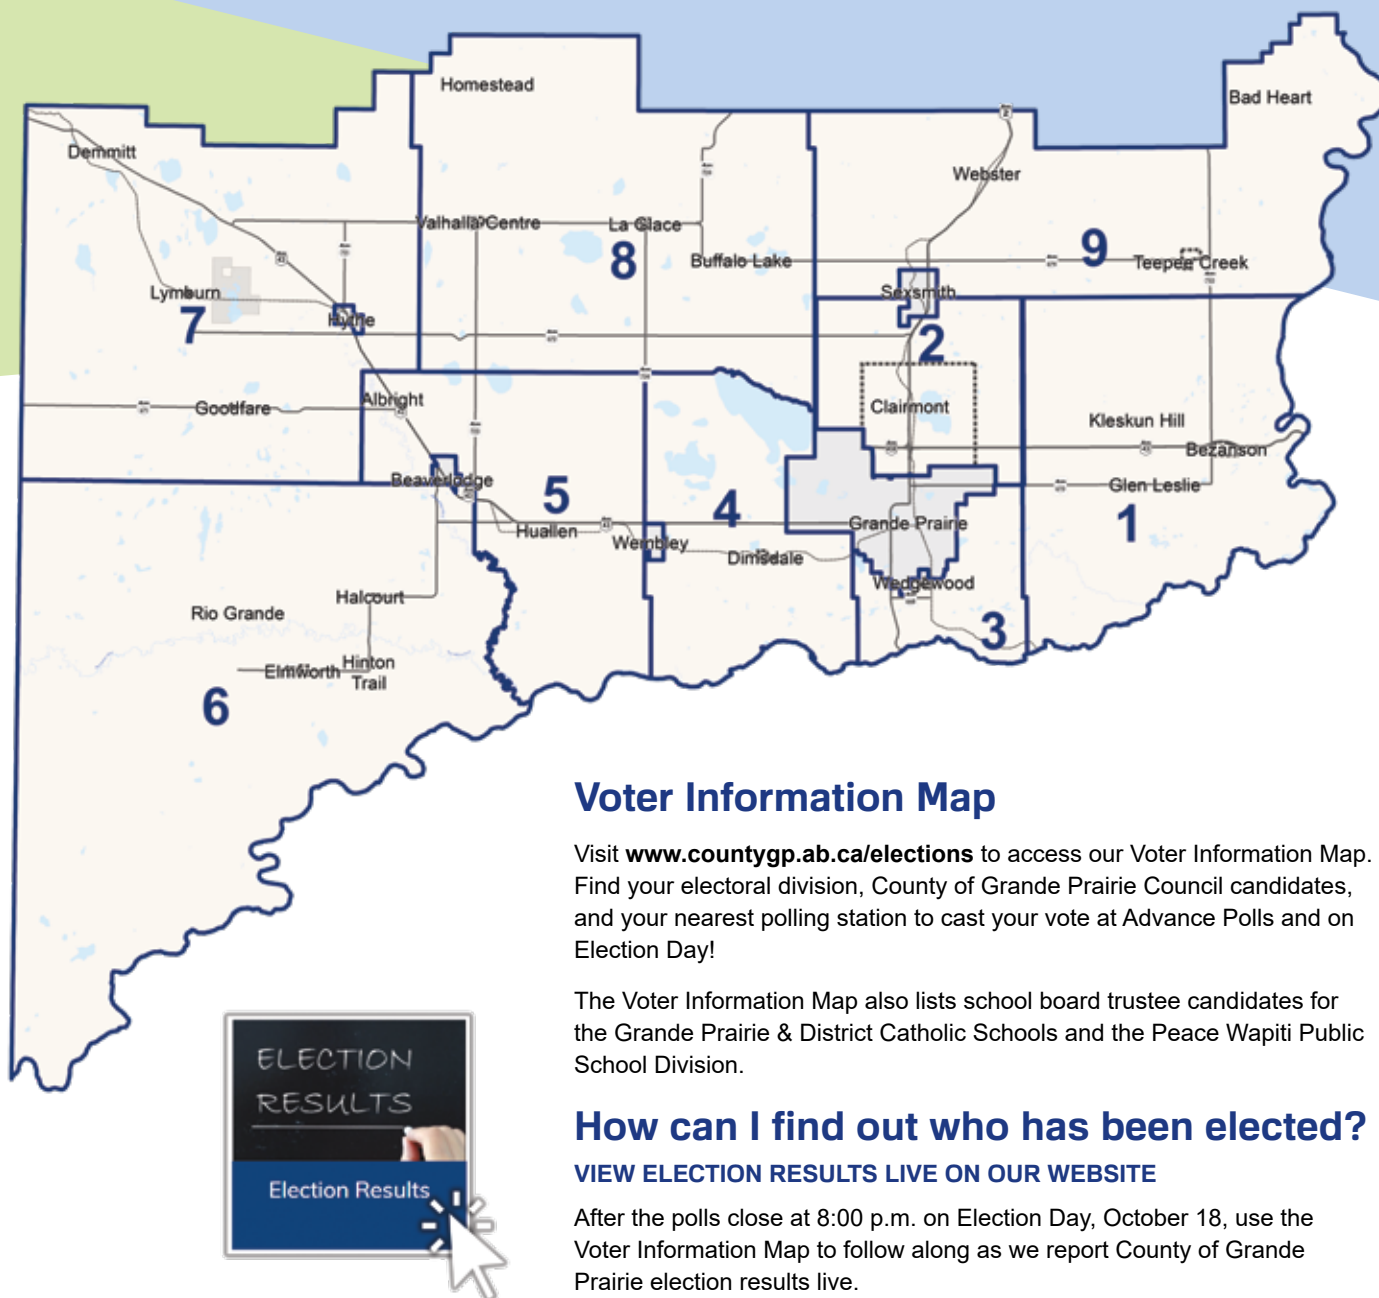 Homestead
Bad Heart
Demmitt
Webster
Valhalla Centre
La Glace
8
Buffalo Lake
9
Teepee Creek
Lymburn
Sexsmith
7
Hythe
2
Albright
Goodfare
Clairmont
Kleskun Hill
Bezanson
Beaverlodge
5
4
Glen Leslie
1
Huallen
Grande Prairie
Wembley
Dimsdale
Wedgewood
Halcourt
Rio Grande
3
Elmworth
Hinton
Trail
6
Voter Information Map
Visit www.countygp.ab.ca/elections to access our Voter Information Map.
Find your electoral division, County of Grande Prairie Council candidates,
and your nearest polling station to cast your vote at Advance Polls and on
Election Day!
The Voter Information Map also lists school board trustee candidates for
the Grande Prairie & District Catholic Schools and the Peace Wapiti Public
School Division.
ELECTION
RESULTS
Election Results
How can I find out who has been elected?
VIEW ELECTION RESULTS LIVE ON OUR WEBSITE
After the polls close at 8:00 p.m. on Election Day, October 18, use the
Voter Information Map to follow along as we report County of Grande
Prairie election results live.